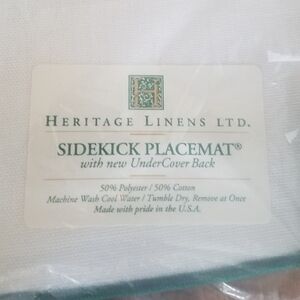 H
HERITAGE LINENS LTD.
SIDEKICK PLACEMAT®
with new UnderCover Back
50% Polyester / 50% Cotton
Machine Wash Cool Water / Tumble Dry, Remove at Once
Made with pride in the U.S.A.